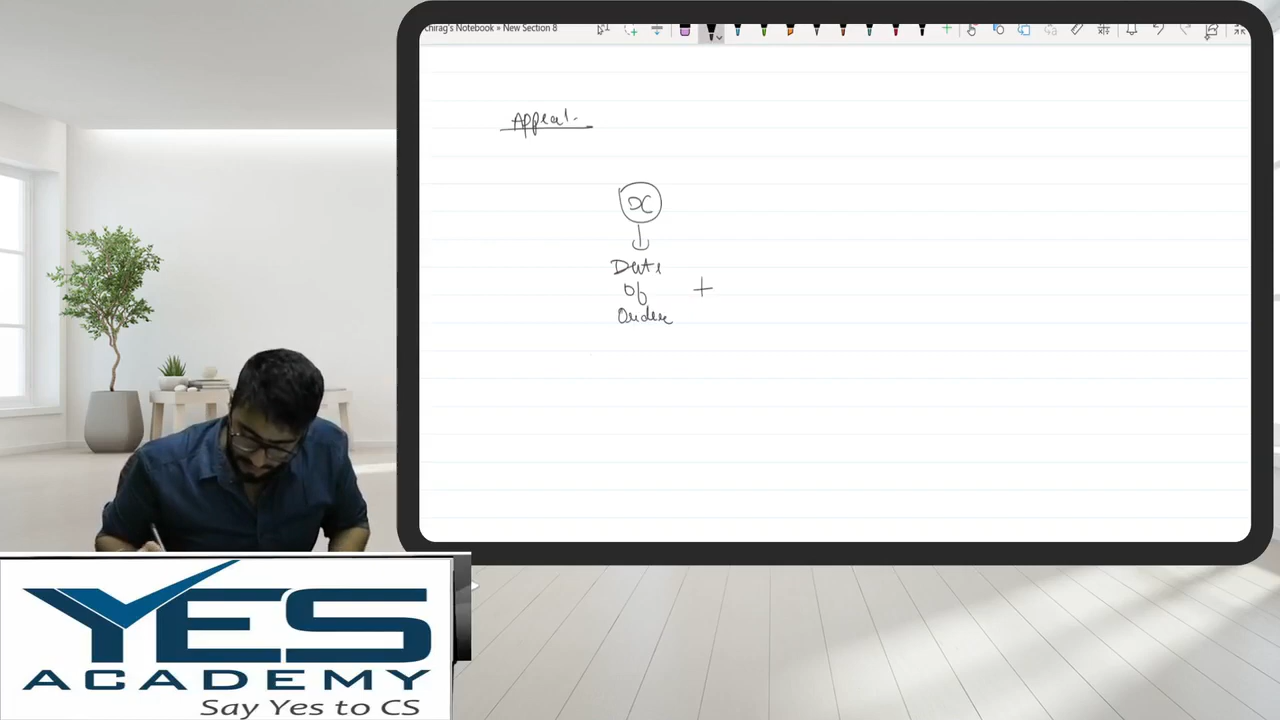 chirag's Notebook » New Section 8
Appeal.
DC
Date
of
Order
+
YES
ACADEMY
Say Yes to CS